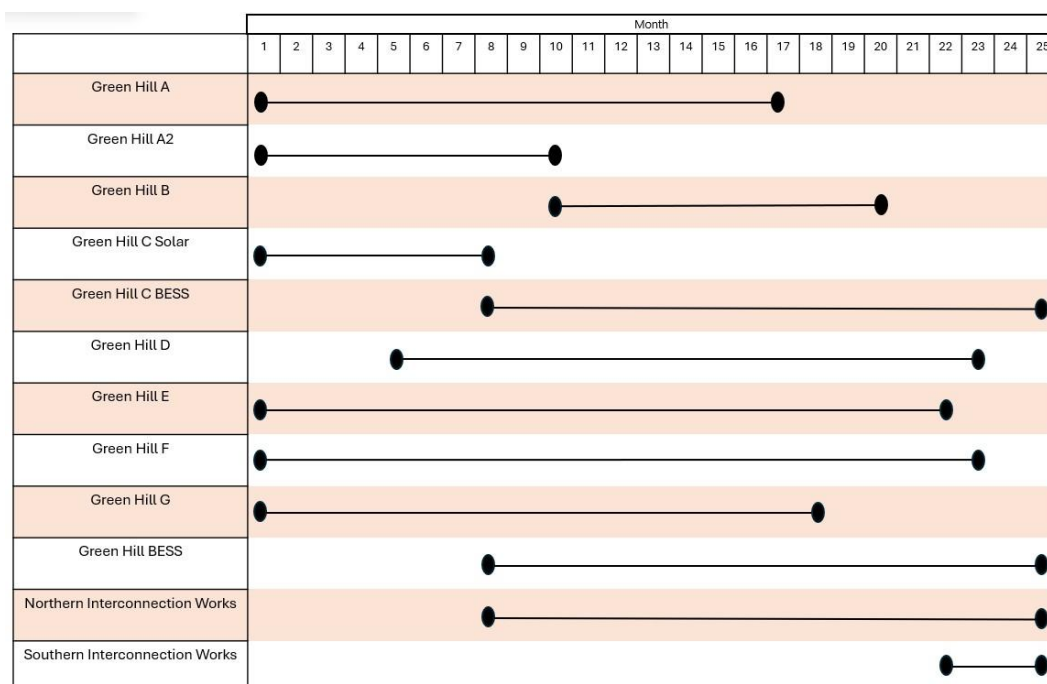 Month
1 2 3 4 5 6 7 8 9 10 11 12 13 14 15 16 17 18 19 20 21 22 23 24 25
Green Hill A
Green Hill A2
Green Hill B
Green Hill C Solar
Green Hill C BESS
Green Hill D
Green Hill E
Green Hill F
Green Hill G
Green Hill BESS
Northern Interconnection Works
Southern Interconnection Works